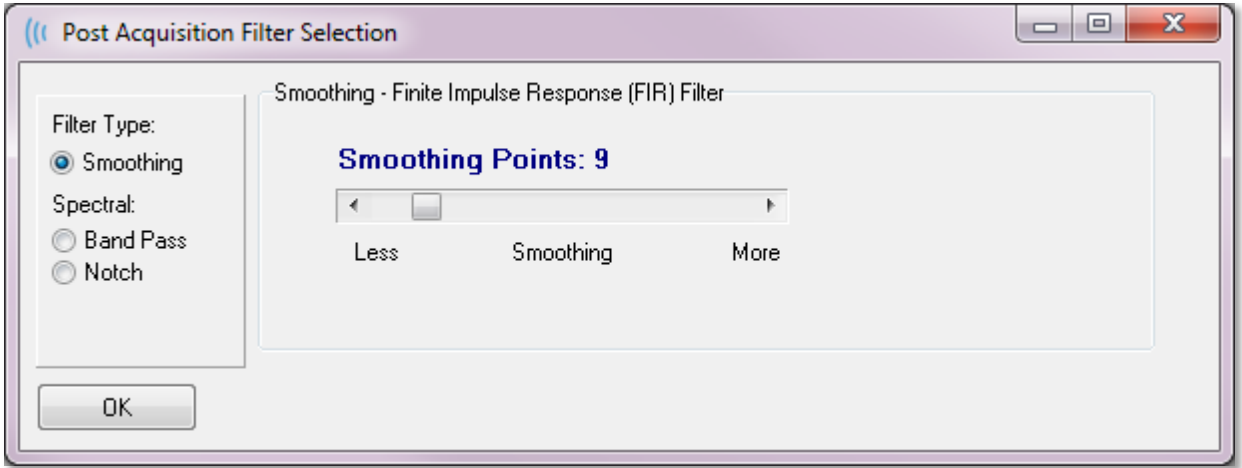 Post Acquisition Filter Selection
Filter Type:
Smoothing
Spectral:
Band Pass
Notch
OK
Smoothing - Finite Impulse Response (FIR) Filter
Smoothing Points: 9
Less Smoothing More